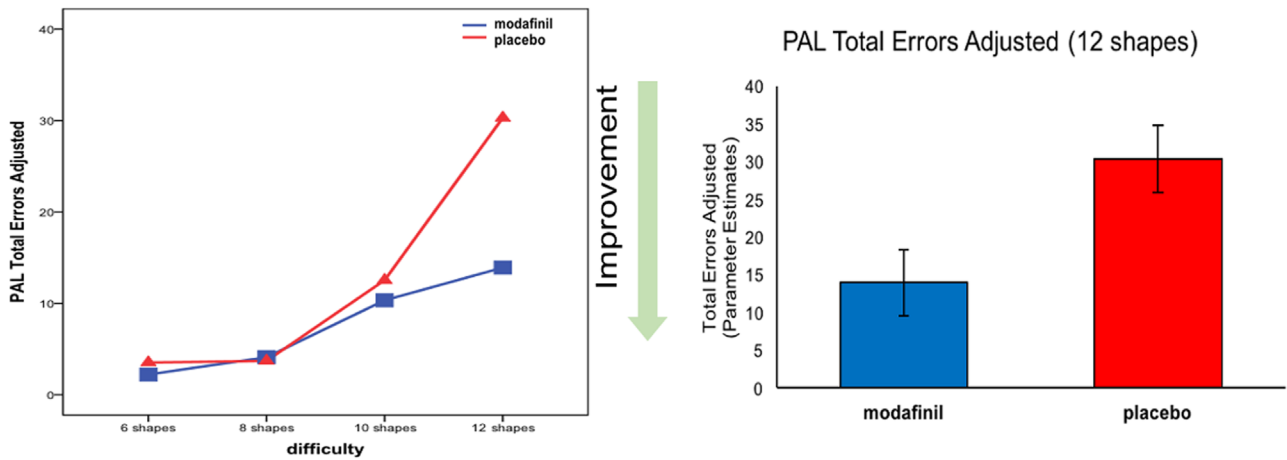 modafinil
placebo
PAL Total Errors Adjusted
40
30
20
10
0
6 shapes 8 shapes 10 shapes 12 shapes
difficulty
Improvement
PAL Total Errors Adjusted (12 shapes)
Total Errors Adjusted
(Parameter Estimates)
40
35
30
25
20
15
10
5
0
modafinil placebo